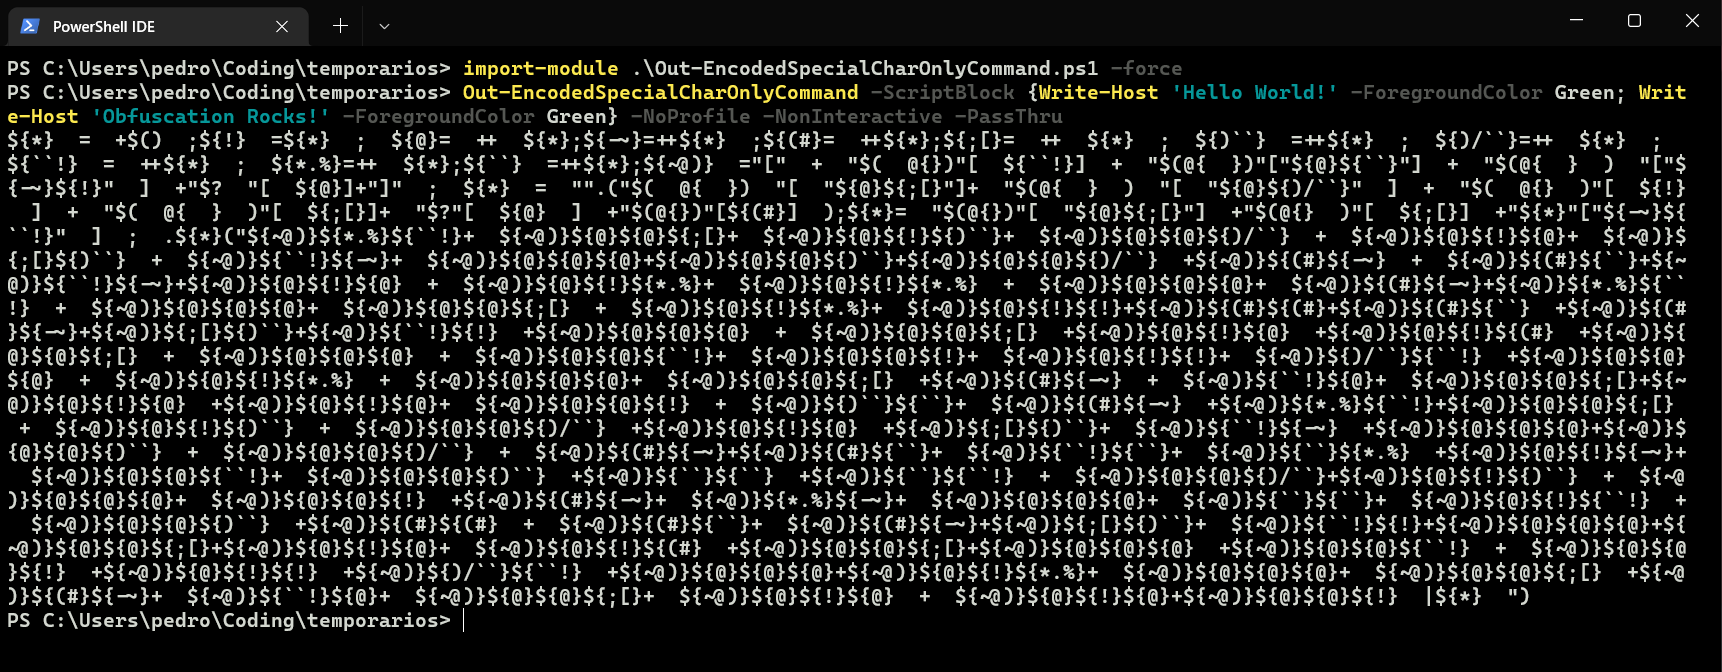 PowerShell IDE
PS C:\Users\pedro\Coding\temporarios> import-module .\Out-EncodedSpecialCharOnlyCommand.ps1 -force
PS C:\Users\pedro\Coding\temporarios> Out-EncodedSpecialCharOnlyCommand -ScriptBlock {Write-Host 'Hello World!' -ForegroundColor Green; Writ
e-Host 'Obfuscation Rocks!' -ForegroundColor Green} -NoProfile -NonInteractive -PassThru
${*}  =  +$()  ;${!}  =${*}  ;  ${@}=  ++  ${*};${-~}=++${*}  ;${(#}=  ++${*};${;[}=  ++  ${*}  ;  ${)``}  =++${*}  ;  ${)/``}=++  ${*}  ;
${``!}  =  ++${*}  ;  ${*.%}=++  ${*};${``}  =++${*};${~@)}  ="["  +  "$(  @{})"[  ${``!}]  +  "$(@{  })"["${@}${``}"]  +  "$(@{  }  )  "["$
{-~}${!}"  ]  +"$?  "[  ${@}]+"]"  ;  ${*}  =  "".("$(  @{  })  "[  "${@}${;[}"]+  "$(@{  }  )  "[  "${@}${)/``}"  ]  +  "$(  @{}  )"[  ${!}
  ]  +  "$(  @{  }  )"[  ${;[}]+  "$?"[  ${@}  ]  +"$(@{})"[${(#}]  );${*}=  "$(@{})"[  "${@}${;[}"]  +"$(@{}  )"[  ${;[}]  +"${*}"["${-~}${
``!}"  ]  ;  .${*}("${~@)}${*.%}${``!}+  ${~@)}${@}${@}${;[}+  ${~@)}${@}${!}${)``}+  ${~@)}${@}${@}${)/``}  +  ${~@)}${@}${!}${@}+  ${~@)}$
{;[}${)``}  +  ${~@)}${``!}${-~}+  ${~@)}${@}${@}${@}+${~@)}${@}${@}${)``}+${~@)}${@}${@}${)/``}  +${~@)}${(#}${-~}  +  ${~@)}${(#}${``}+${~
@)}${``!}${-~}+${~@)}${@}${!}${@}  +  ${~@)}${@}${!}${*.%}+  ${~@)}${@}${!}${*.%}  +  ${~@)}${@}${@}${@}+  ${~@)}${(#}${-~}+${~@)}${*.%}${``
!}  +  ${~@)}${@}${@}${@}+  ${~@)}${@}${@}${;[}  +  ${~@)}${@}${!}${*.%}+  ${~@)}${@}${!}${!}+${~@)}${(#}${(#}+${~@)}${(#}${``}  +${~@)}${(#
}${-~}+${~@)}${;[}${)``}+${~@)}${``!}${!}  +${~@)}${@}${@}${@}  +  ${~@)}${@}${@}${;[}  +${~@)}${@}${!}${@}  +${~@)}${@}${!}${(#}  +${~@)}${
@}${@}${;[}  +  ${~@)}${@}${@}${@}  +  ${~@)}${@}${@}${``!}+  ${~@)}${@}${@}${!}+  ${~@)}${@}${!}${!}+  ${~@)}${)/``}${``!}  +${~@)}${@}${@}
${@}  +  ${~@)}${@}${!}${*.%}  +  ${~@)}${@}${@}${@}+  ${~@)}${@}${@}${;[}  +${~@)}${(#}${-~}  +  ${~@)}${``!}${@}+  ${~@)}${@}${@}${;[}+${~
@)}${@}${!}${@}  +${~@)}${@}${!}${@}+  ${~@)}${@}${@}${!}  +  ${~@)}${)``}${``}+  ${~@)}${(#}${-~}  +${~@)}${*.%}${``!}+${~@)}${@}${@}${;[}
 +  ${~@)}${@}${!}${)``}  +  ${~@)}${@}${@}${)/``}  +${~@)}${@}${!}${@}  +${~@)}${;[}${)``}+  ${~@)}${``!}${-~}  +${~@)}${@}${@}${@}+${~@)}$
{@}${@}${)``}  +  ${~@)}${@}${@}${)/``}  +  ${~@)}${(#}${-~}+${~@)}${(#}${``}+  ${~@)}${``!}${``}+  ${~@)}${``}${*.%}  +${~@)}${@}${!}${-~}+
  ${~@)}${@}${@}${``!}+  ${~@)}${@}${@}${)``}  +${~@)}${``}${``}  +${~@)}${``}${``!}  +  ${~@)}${@}${@}${)/``}+${~@)}${@}${!}${)``}  +  ${~@
)}${@}${@}${@}+  ${~@)}${@}${@}${!}  +${~@)}${(#}${-~}+  ${~@)}${*.%}${-~}+  ${~@)}${@}${@}${@}+  ${~@)}${``}${``}+  ${~@)}${@}${!}${``!}  +
  ${~@)}${@}${@}${)``}  +${~@)}${(#}${(#}  +  ${~@)}${(#}${``}+  ${~@)}${(#}${-~}+${~@)}${;[}${)``}+  ${~@)}${``!}${!}+${~@)}${@}${@}${@}+${
~@)}${@}${@}${;[}+${~@)}${@}${!}${@}+  ${~@)}${@}${!}${(#}  +${~@)}${@}${@}${;[}+${~@)}${@}${@}${@}  +${~@)}${@}${@}${``!}  +  ${~@)}${@}${@
}${!}  +${~@)}${@}${!}${!}  +${~@)}${)/``}${``!}  +${~@)}${@}${@}${@}+${~@)}${@}${!}${*.%}+  ${~@)}${@}${@}${@}+  ${~@)}${@}${@}${;[}  +${~@
)}${(#}${-~}+  ${~@)}${``!}${@}+  ${~@)}${@}${@}${;[}+  ${~@)}${@}${!}${@}  +  ${~@)}${@}${!}${@}+${~@)}${@}${@}${!}  |${*}  ")
PS C:\Users\pedro\Coding\temporarios>